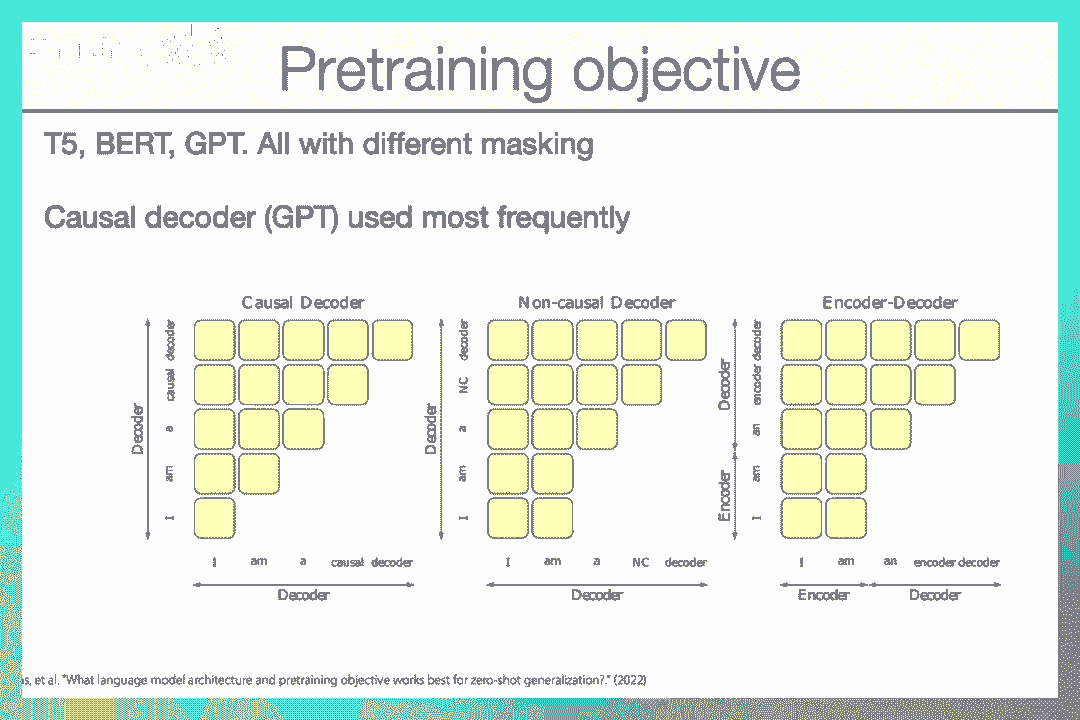 Pretraining objective
T5, BERT, GPT. All with different masking
Causal decoder (GPT) used most frequently
Causal Decoder
Decoder
decoder
causal
a
am
I
I am a causal decoder
Decoder
Non-causal Decoder
Decoder
decoder
NC
a
am
I
I am a NC decoder
Decoder
Encoder-Decoder
Decoder
Encoder
decoder
encoder
an
am
I
I am an encoder decoder
Encoder Decoder
et al. "What language model architecture and pretraining objective works best for zero-shot generalization?." (2022)